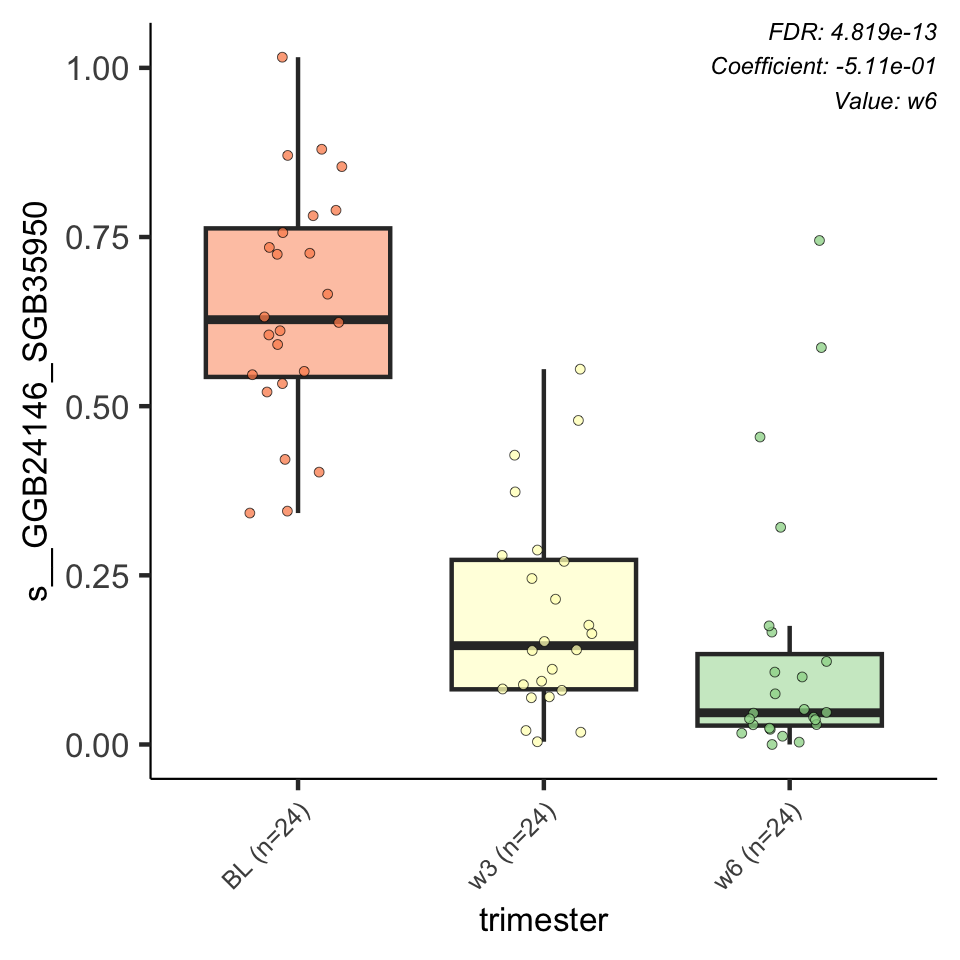 FDR: 4.819e-13
Coefficient: -5.11e-01
Value: w6
s__GGB24146_SGB35950
1.00
0.75
0.50
0.25
0.00
BL (n=24)
w3 (n=24)
w6 (n=24)
trimester